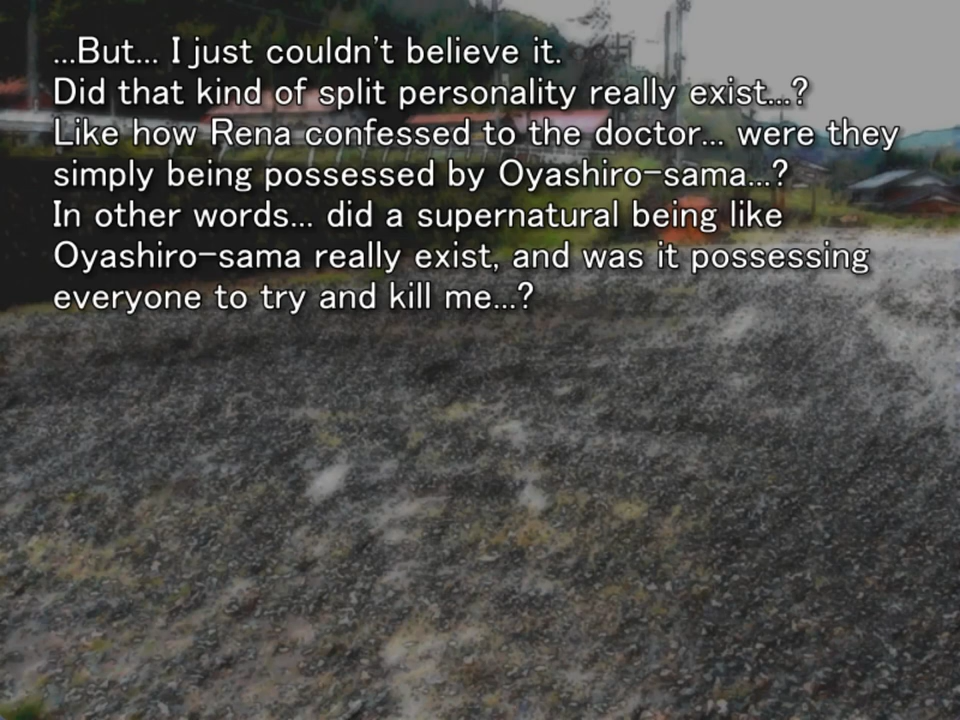 ...But... I just couldn't believe it.
Did that kind of split personality really exist...?
Like how Rena confessed to the doctor... were they
simply being possessed by Oyashiro-sama...?
In other words... did a supernatural being like
Oyashiro-sama really exist, and was it possessing
everyone to try and kill me...?